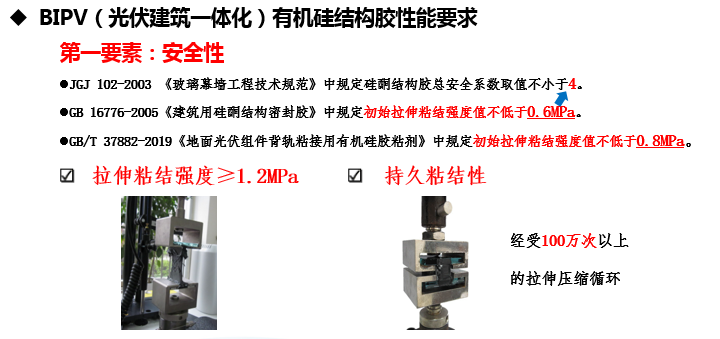 ◆ BIPV（光伏建筑一体化）有机硅结构胶性能要求
第一要素：安全性
●JGJ 102-2003 《玻璃幕墙工程技术规范》中规定硅酮结构胶总安全系数取值不小于4。
●GB 16776-2005《建筑用硅酮结构密封胶》中规定初始拉伸粘结强度值不低于0.6MPa。
●GB/T 37882-2019《地面光伏组件背轨粘接用有机硅胶粘剂》中规定初始拉伸粘结强度值不低于0.8MPa。
☑ 拉伸粘结强度≥1.2MPa ☑ 持久粘结性
经受100万次以上
的拉伸压缩循环